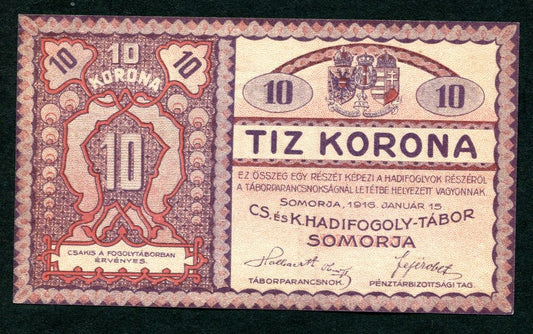 10
KORONA
10
10
10
CSAKIS A FOGOLYTÁBORBAN
ÉRVÉNYES.
10
10
TIZ KORONA
EZ ÖSSZEG EGY RÉSZÉT KÉPEZI A HADIFOGLYOK RÉSZÉRŐL
A TÁBORPARANCSNOKSÁGNÁL LETÉTBE HELYEZETT VAGYONNAK.
SOMORJA, 1916. JANUÁR 15.
CS. ÉS K. HADIFOGOLY-TÁBOR
SOMORJA
TÁBORPARANCSNOK.
PÉNZTÁRBIZOTTSÁGI TAG.